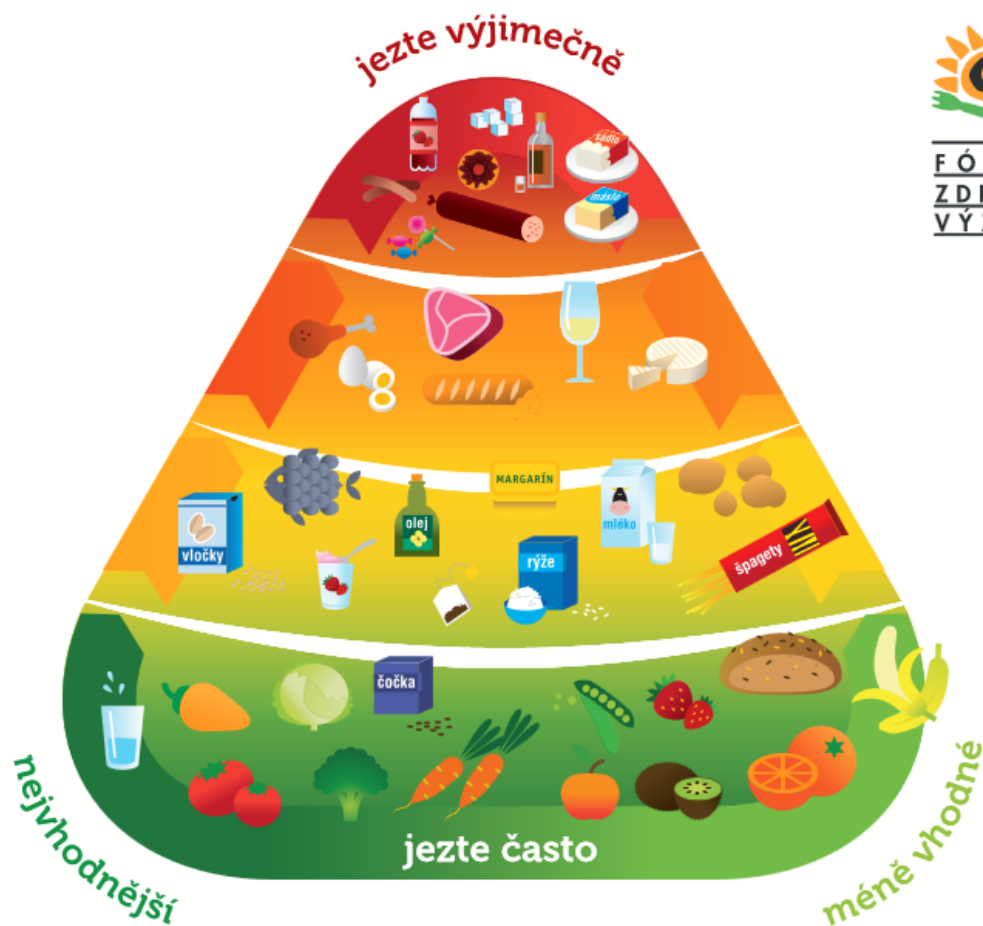 jezte výjimečně
sádlo
máslo
MARGARÍN
olej
mléko
vločky
rýže
špagety
čočka
nejvhodnější
méně vhodné
jezte často